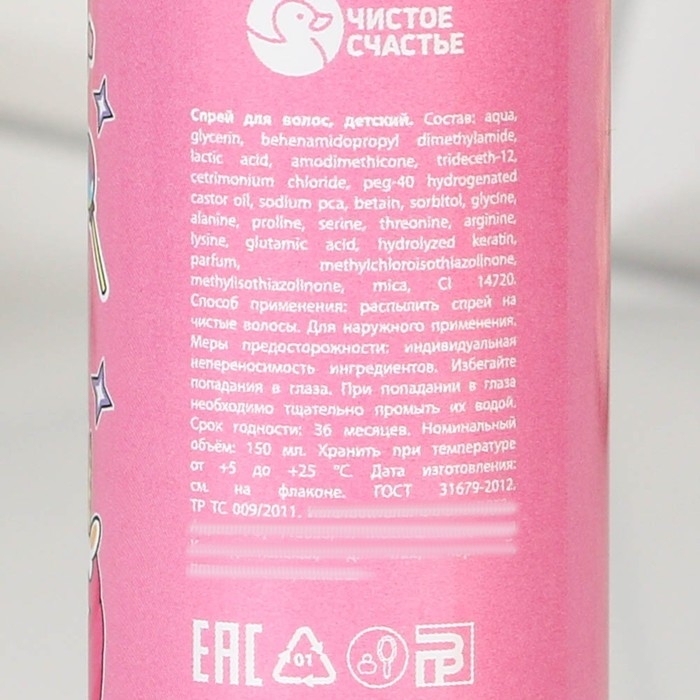 ЧИСТОЕ
СЧАСТЬЕ
Спрей для волос, детский. Состав: aqua,
glycerin, behenamidopropyl dimethylamide,
lactic acid, amodimethicone, trideceth-12,
cetrimonium chloride, peg-40 hydrogenated
castor oil, sodium pca, betain, sorbitol, glycine,
alanine, proline, serine, threonine, arginine,
lysine, glutamic acid, hydrolyzed keratin,
parfum, methylchloroisothiazolinone,
methylisothiazolinone, mica, CI 14720.
Способ применения: распылить спрей на
чистые волосы. Для наружного применения.
Меры предосторожности: индивидуальная
непереносимость ингредиентов. Избегайте
попадания в глаза. При попадании в глаза
необходимо тщательно промыть их водой.
Срок годности: 36 месяцев. Номинальный
объём: 150 мл. Хранить при температуре
от +5 до +25 °С. Дата изготовления:
см. на флаконе. ГОСТ 31679-2012.
ТР ТС 009/2011.
ЕАС 01